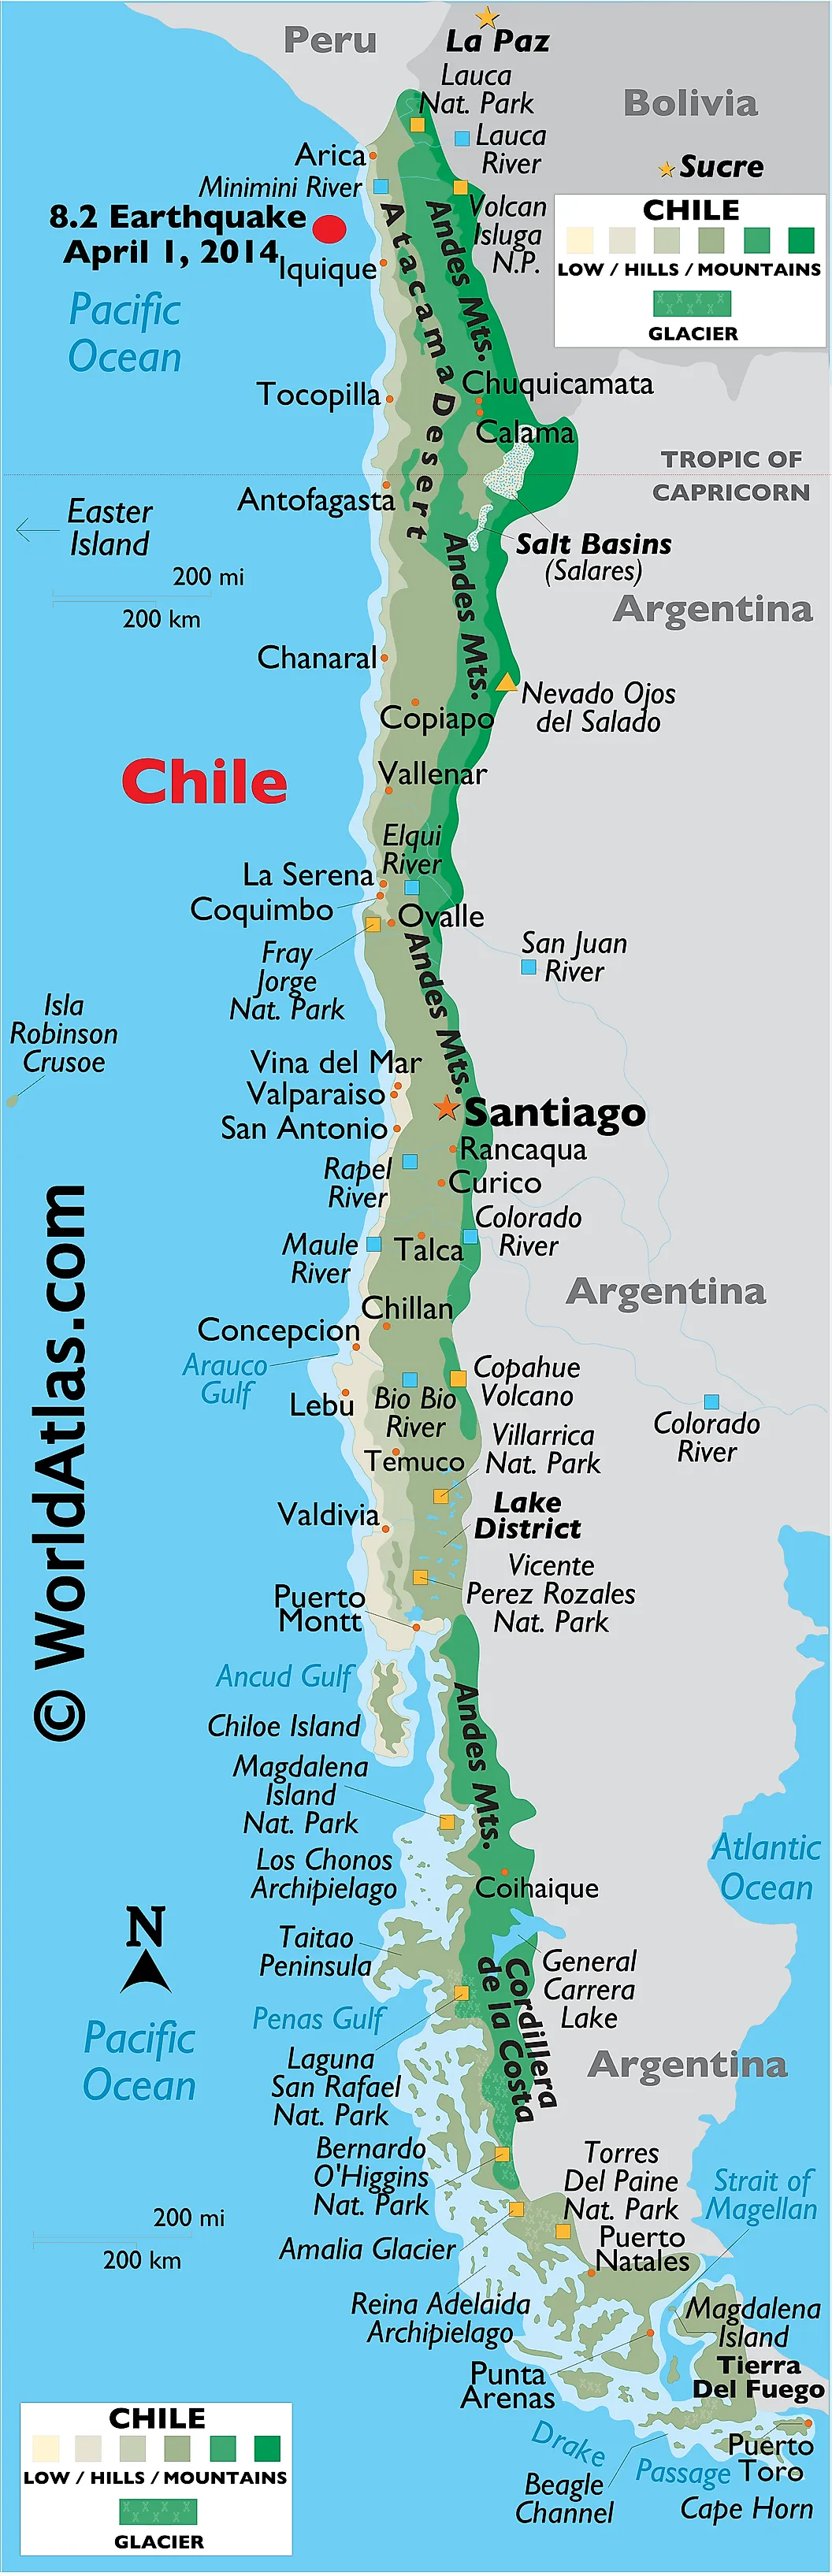 Peru
La Paz
Lauca
Nat. Park
Bolivia
Lauca
River
Arica
Sucre
Minimini River
8.2 Earthquake
April 1, 2014
Volcan
Isluga
N.P.
CHILE
LOW / HILLS / MOUNTAINS
GLACIER
Iquique
Atacama Desert
Andes Mts.
Pacific
Ocean
Tocopilla
Chuquicamata
Calama
TROPIC OF
CAPRICORN
Antofagasta
Easter
Island
Salt Basins
(Salares)
200 mi
200 km
Andes Mts.
Argentina
Chanaral
Nevado Ojos
del Salado
Copiapo
Chile
Vallenar
Elqui
River
La Serena
Coquimbo
Ovalle
Fray
Jorge
Nat. Park
Andes Mts.
San Juan
River
Isla
Robinson
Crusoe
Vina del Mar
Valparaiso
Santiago
San Antonio
Rancaqua
Rapel
River
Curico
Colorado
River
Maule
River
Talca
Argentina
Chillan
Concepcion
Arauco
Gulf
Copahue
Volcano
Lebu
Bio Bio
River
Colorado
River
Villarrica
Nat. Park
Temuco
Lake
District
Valdivia
Vicente
Perez Rozales
Nat. Park
Puerto
Montt
© WorldAtlas.com
Ancud Gulf
Chiloe Island
Andes Mts.
Magdalena
Island
Nat. Park
Los Chonos
Archipielago
Atlantic
Ocean
Coihaique
N
Taitao
Peninsula
General
Carrera
Lake
Cordillera
de la Costa
Penas Gulf
Pacific
Ocean
Laguna
San Rafael
Nat. Park
Argentina
Bernardo
O'Higgins
Nat. Park
Torres
Del Paine
Nat. Park
Strait of
Magellan
200 mi
200 km
Amalia Glacier
Puerto
Natales
Reina Adelaida
Archipielago
Magdalena
Island
Punta
Arenas
Tierra
Del Fuego
CHILE
LOW / HILLS / MOUNTAINS
GLACIER
Drake
Passage
Beagle
Channel
Puerto
Toro
Cape Horn